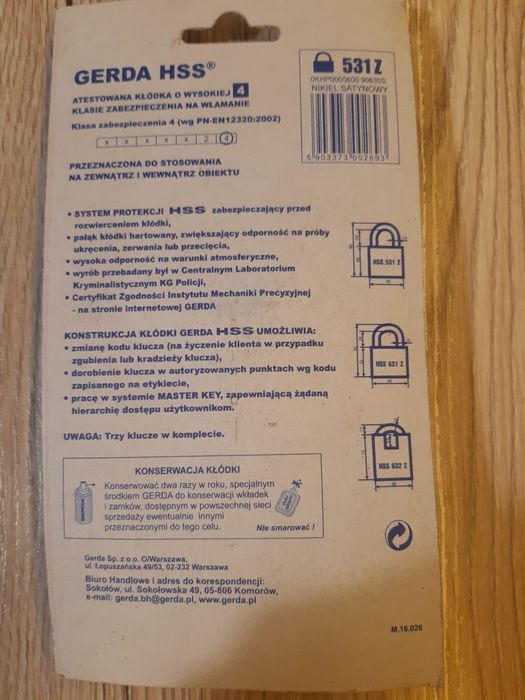 GERDA HSS®
ATESTOWANA KŁÓDKA O WYSOKIEJ 4
KLASIE ZABEZPIECZENIA NA WŁAMANIE
Klasa zabezpieczenia 4 (wg PN-EN12320:2002)
X X X X X 2 4
PRZEZNACZONA DO STOSOWANIA
NA ZEWNĄTRZ I WEWNĄTRZ OBIEKTU
531 Z
NIKIEL SATYNOWY
5 903373 002693
• SYSTEM PROTEKCJI HSS zabezpieczający przed
rozwierceniem kłódki,
• pałąk kłódki hartowany, zwiększający odporność na próby
ukręcenia, zerwania lub przecięcia,
• wysoka odporność na warunki atmosferyczne,
• wyrób przebadany był w Centralnym Laboratorium
Kryminalistycznym KG Policji,
• Certyfikat Zgodności Instytutu Mechaniki Precyzyjnej
- na stronie internetowej GERDA
HSS 531 Z
KONSTRUKCJA KŁÓDKI GERDA HSS UMOŻLIWIA:
• zmianę kodu klucza (na życzenie klienta w przypadku
zgubienia lub kradzieży klucza),
• dorobienie klucza w autoryzowanych punktach wg kodu
zapisanego na etykiecie,
• pracę w systemie MASTER KEY, zapewniającą żądaną
hierarchię dostępu użytkownikom.
HSS 631 Z
UWAGA: Trzy klucze w komplecie.
HSS 632 Z
KONSERWACJA KŁÓDKI
Konserwować dwa razy w roku, specjalnym
środkiem GERDA do konserwacji wkładek
i zamków, dostępnym w powszechnej sieci
sprzedaży ewentualnie innymi
przeznaczonymi do tego celu.
GERDA
Nie smarować !
Gerda Sp. z o.o. O/Warszawa,
ul. Łopuszańska 49/53, 02-232 Warszawa
Biuro Handlowe i adres do korespondencji:
Sokołów, ul. Sokołowska 49, 05-806 Komorów,
e-mail: gerda.bh@gerda.pl, www.gerda.pl
M.16.026